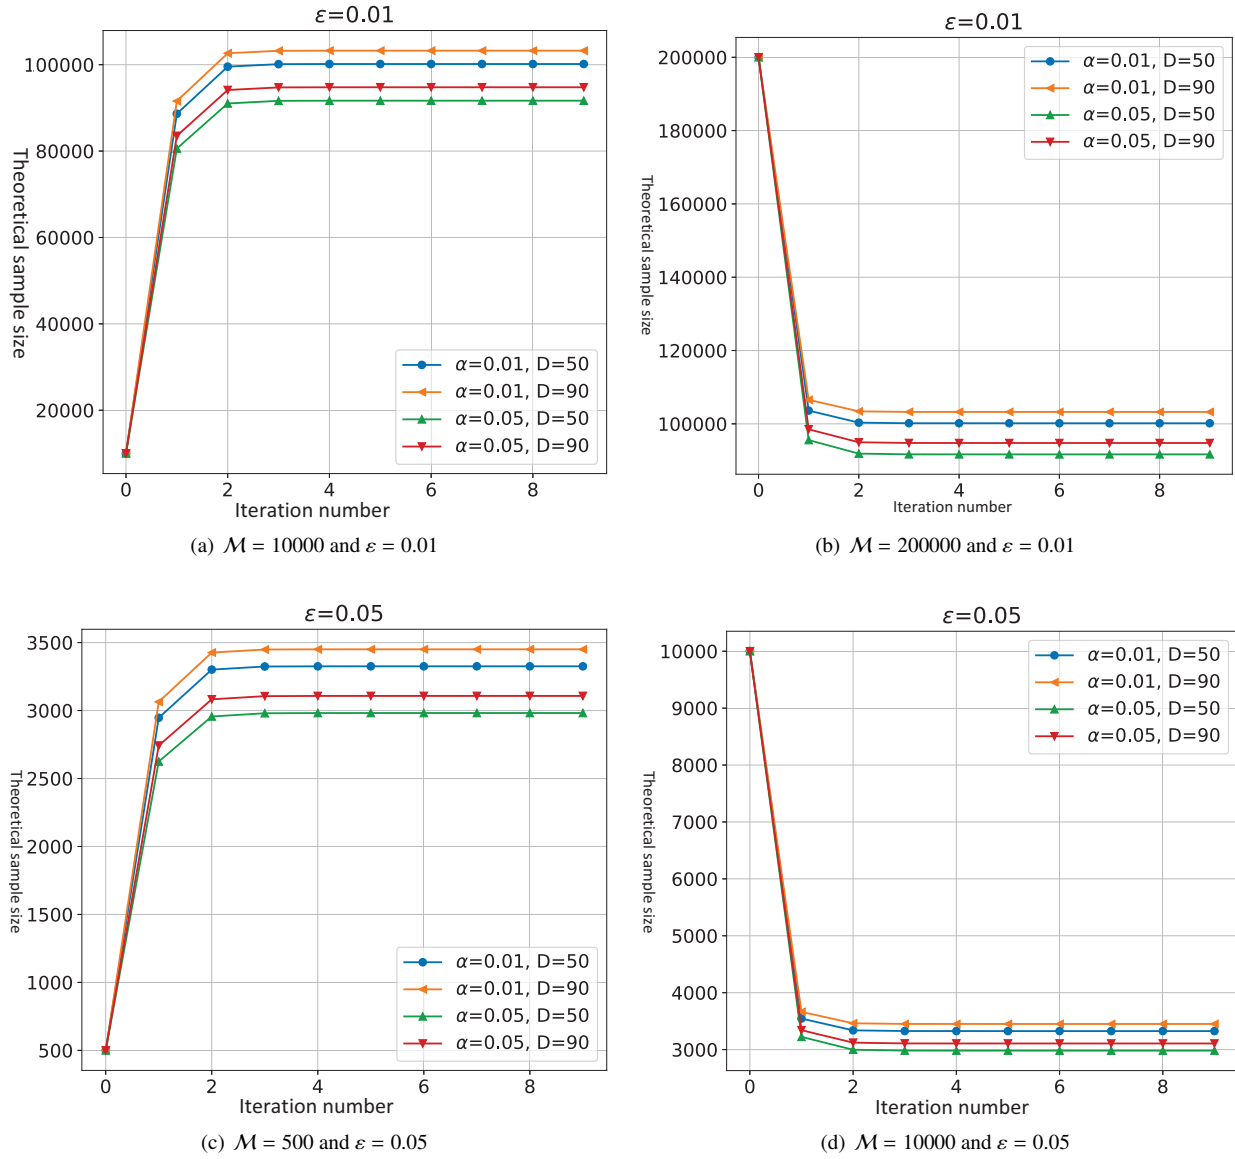 ε=0.01
100000
80000
60000
40000
20000
0
2
4
6
8
Theoretical sample size
Iteration number
α=0.01, D=50
α=0.01, D=90
α=0.05, D=50
α=0.05, D=90
(a) M = 10000 and ε = 0.01
ε=0.01
200000
180000
160000
140000
120000
100000
0
2
4
6
8
Theoretical sample size
Iteration number
α=0.01, D=50
α=0.01, D=90
α=0.05, D=50
α=0.05, D=90
(b) M = 200000 and ε = 0.01
ε=0.05
3500
3000
2500
2000
1500
1000
500
0
2
4
6
8
Theoretical sample size
Iteration number
α=0.01, D=50
α=0.01, D=90
α=0.05, D=50
α=0.05, D=90
(c) M = 500 and ε = 0.05
ε=0.05
10000
9000
8000
7000
6000
5000
4000
3000
0
2
4
6
8
Theoretical sample size
Iteration number
α=0.01, D=50
α=0.01, D=90
α=0.05, D=50
α=0.05, D=90
(d) M = 10000 and ε = 0.05